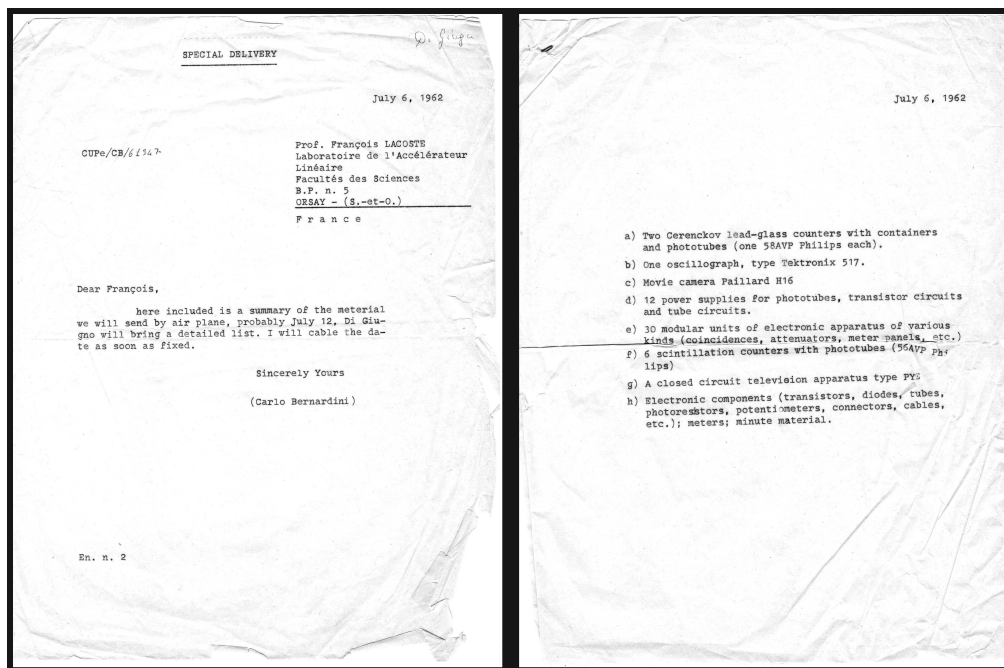 SPECIAL DELIVERY
July 6, 1962
CUPe/CB/
Prof. François LACOSTE
Laboratoire de l'Accélérateur
Linéaire
Facultés des Sciences
B.P. n. 5
ORSAY - (S.-et-O.)
F r a n c e
Dear François,
here included is a summary of the meterial
we will send by air plane, probably July 12. Di Giu-
gno will bring a detailed list. I will cable the da-
te as soon as fixed.
Sincerely Yours
(Carlo Bernardini)
En. n. 2
July 6, 1962
a) Two Cerenckov lead-glass counters with containers
and phototubes (one 58AVP Philips each).
b) One oscillograph, type Tektronix 517.
c) Movie camera Paillard H16
d) 12 power supplies for phototubes, transistor circuits
and tube circuits.
e) 30 modular units of electronic apparatus of various
kinds (coincidences, attenuators, meter panels, etc.)
f) 6 scintillation counters with phototubes (56AVP Phi
lips)
g) A closed circuit television apparatus type
h) Electronic components (transistors, diodes, tubes,
photoresistors, potentiometers, connectors, cables,
etc.); meters; minute material.